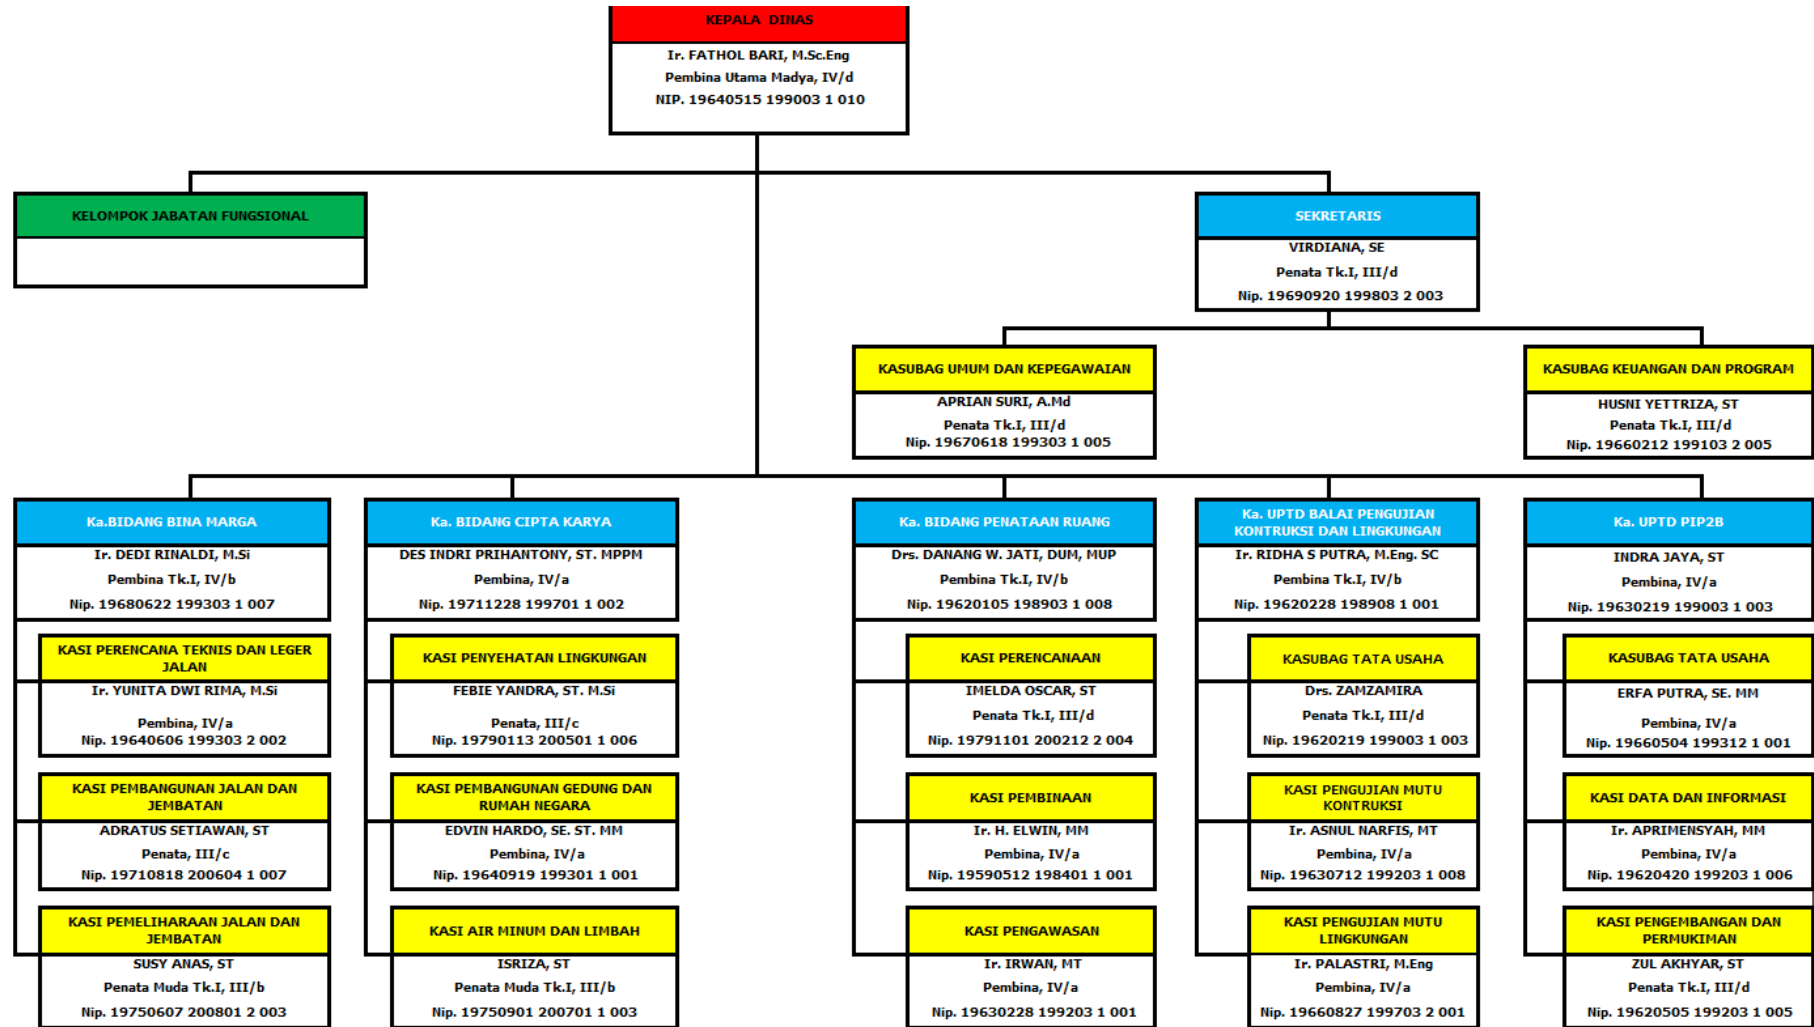 KEPALA  DINAS
Ir. FATHOL BARI, M.Sc.Eng
Pembina Utama Madya, IV/d
NIP. 19640515 199003 1 010
KELOMPOK JABATAN FUNGSIONAL
SEKRETARIS
VIRDIANA, SE
Penata Tk.I, III/d
Nip. 19690920 199803 2 003
KASUBAG UMUM DAN KEPEGAWAIAN
APRIAN SURI, A.Md
Penata Tk.I, III/d
Nip. 19670618 199303 1 005
KASUBAG KEUANGAN DAN PROGRAM
HUSNI YETTRIZA, ST
Penata Tk.I, III/d
Nip. 19660212 199103 2 005
Ka.BIDANG BINA MARGA
Ir. DEDI RINALDI, M.Si
Pembina Tk.I, IV/b
Nip. 19680622 199303 1 007
KASI PERENCANA TEKNIS DAN LEGER
JALAN
Ir. YUNITA DWI RIMA, M.Si
Pembina, IV/a
Nip. 19640606 199303 2 002
KASI PEMBANGUNAN JALAN DAN
JEMBATAN
ADRATUS SETIAWAN, ST
Penata, III/c
Nip. 19710818 200604 1 007
KASI PEMELIHARAAN JALAN DAN
JEMBATAN
SUSY ANAS, ST
Penata Muda Tk.I, III/b
Nip. 19750607 200801 2 003
Ka. BIDANG CIPTA KARYA
DES INDRI PRIHANTONY, ST. MPPM
Pembina, IV/a
Nip. 19711228 199701 1 002
KASI PENYEHATAN LINGKUNGAN
FEBIE YANDRA, ST. M.Si
Penata, III/c
Nip. 19790113 200501 1 006
KASI PEMBANGUNAN GEDUNG DAN
RUMAH NEGARA
EDVIN HARDO, SE. ST. MM
Pembina, IV/a
Nip. 19640919 199301 1 001
KASI AIR MINUM DAN LIMBAH
ISRIZA, ST
Penata Muda Tk.I, III/b
Nip. 19750901 200701 1 003
Ka. BIDANG PENATAAN RUANG
Drs. DANANG W. JATI, DUM, MUP
Pembina Tk.I, IV/b
Nip. 19620105 198903 1 008
KASI PERENCANAAN
IMELDA OSCAR, ST
Penata Tk.I, III/d
Nip. 19791101 200212 2 004
KASI PEMBINAAN
Ir. H. ELWIN, MM
Pembina, IV/a
Nip. 19590512 198401 1 001
KASI PENGAWASAN
Ir. IRWAN, MT
Pembina, IV/a
Nip. 19630228 199203 1 001
Ka. UPTD BALAI PENGUJIAN
KONTRUKSI DAN LINGKUNGAN
Ir. RIDHA S PUTRA, M.Eng. SC
Pembina Tk.I, IV/b
Nip. 19620228 198908 1 001
KASUBAG TATA USAHA
Drs. ZAMZAMIRA
Penata Tk.I, III/d
Nip. 19620219 199003 1 003
KASI PENGUJIAN MUTU
KONTRUKSI
Ir. ASNUL NARFIS, MT
Pembina, IV/a
Nip. 19630712 199203 1 008
KASI PENGUJIAN MUTU
LINGKUNGAN
Ir. PALASTRI, M.Eng
Pembina, IV/a
Nip. 19660827 199703 2 001
Ka. UPTD PIP2B
INDRA JAYA, ST
Pembina, IV/a
Nip. 19630219 199003 1 003
KASUBAG TATA USAHA
ERFA PUTRA, SE. MM
Pembina, IV/a
Nip. 19660504 199312 1 001
KASI DATA DAN INFORMASI
Ir. APRIMENSYAH, MM
Pembina, IV/a
Nip. 19620420 199203 1 006
KASI PENGEMBANGAN DAN
PERMUKIMAN
ZUL AKHYAR, ST
Penata Tk.I, III/d
Nip. 19620505 199203 1 005